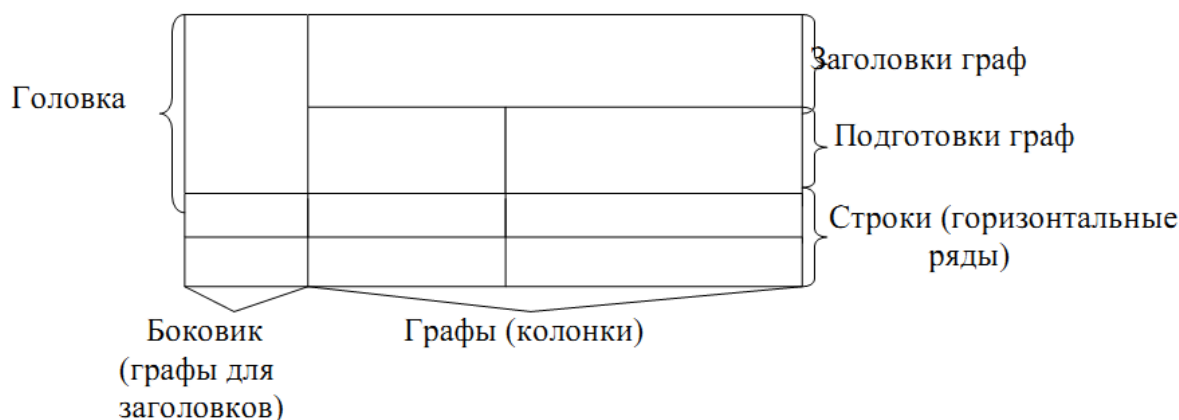 Заголовки граф
Головка
Подготовки граф
Строки (горизонтальные
ряды)
Боковик
(графы для
заголовков)
Графы (колонки)